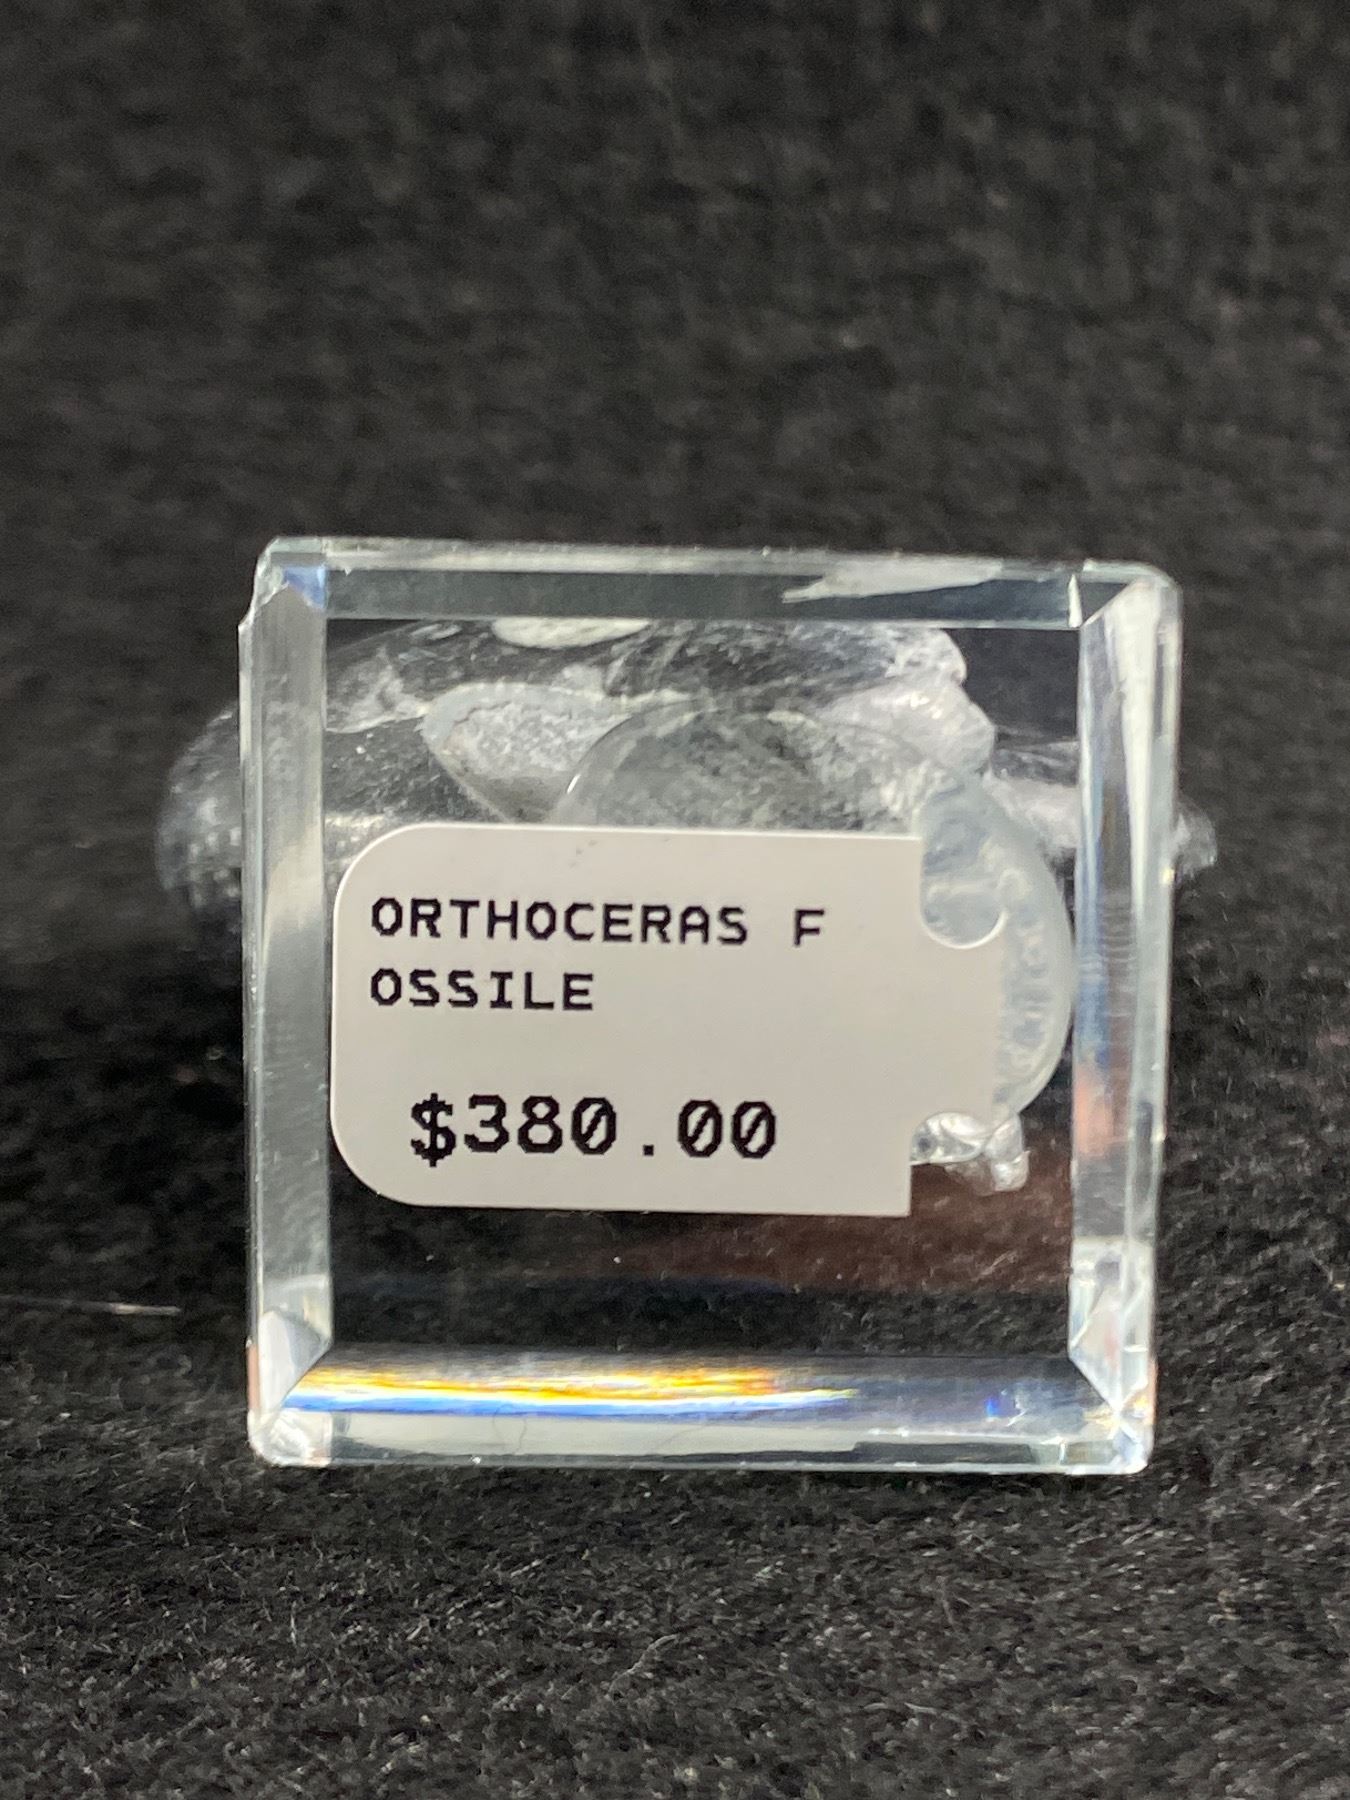 ORTHOCERAS F
OSSILE
$380.00